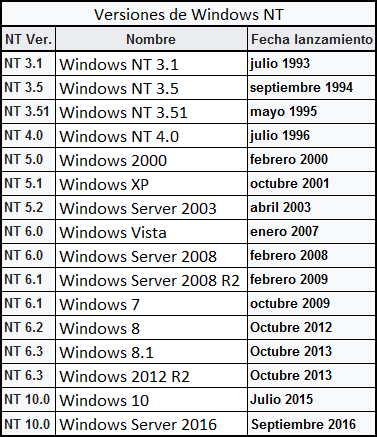 Versiones de Windows NT
NT Ver. Nombre Fecha lanzamiento
NT 3.1 Windows NT 3.1 julio 1993
NT 3.5 Windows NT 3.5 septiembre 1994
NT 3.51 Windows NT 3.51 mayo 1995
NT 4.0 Windows NT 4.0 julio 1996
NT 5.0 Windows 2000 febrero 2000
NT 5.1 Windows XP octubre 2001
NT 5.2 Windows Server 2003 abril 2003
NT 6.0 Windows Vista enero 2007
NT 6.0 Windows Server 2008 febrero 2008
NT 6.1 Windows Server 2008 R2 febrero 2009
NT 6.1 Windows 7 octubre 2009
NT 6.2 Windows 8 Octubre 2012
NT 6.3 Windows 8.1 Octubre 2013
NT 6.3 Windows 2012 R2 Octubre 2013
NT 10.0 Windows 10 Julio 2015
NT 10.0 Windows Server 2016 Septiembre 2016